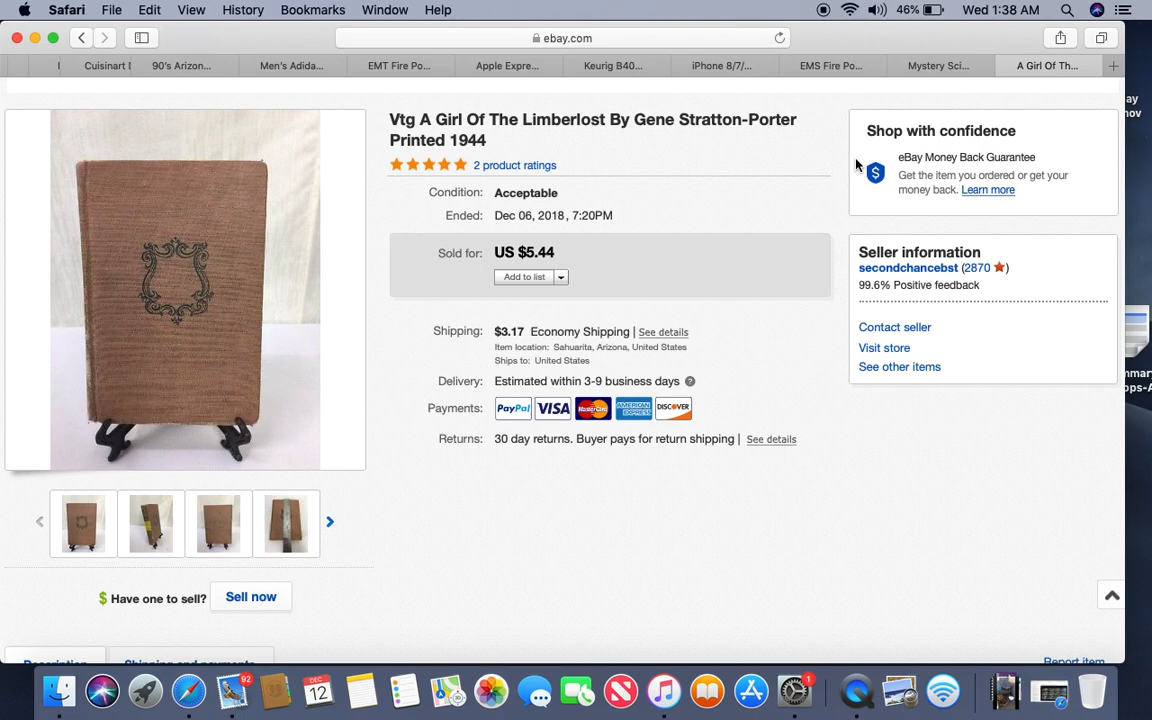 Safari File Edit View History Bookmarks Window Help 46% Wed 1:38 AM
ebay.com
Cuisinart 90's Arizon... Men's Adida... EMT Fire Po... Apple Expre... Keurig B40... iPhone 8/7/... EMS Fire Po... Mystery Sci... A Girl Of Th...
Vtg A Girl Of The Limberlost By Gene Stratton-Porter
Printed 1944
2 product ratings
Condition: Acceptable
Ended: Dec 06, 2018 , 7:20PM
Sold for: US $5.44
Add to list
Shipping: $3.17 Economy Shipping | See details
Item location: Sahuarita, Arizona, United States
Ships to: United States
Delivery: Estimated within 3-9 business days ?
Payments: PayPal VISA MasterCard AMERICAN EXPRESS DISCOVER
Returns: 30 day returns. Buyer pays for return shipping | See details
Shop with confidence
$
eBay Money Back Guarantee
Get the item you ordered or get your
money back. Learn more
Seller information
secondchancebst (2870)
99.6% Positive feedback
Contact seller
Visit store
See other items
$ Have one to sell? Sell now
Description Shipping and payments Report item
92
DEC
12
1